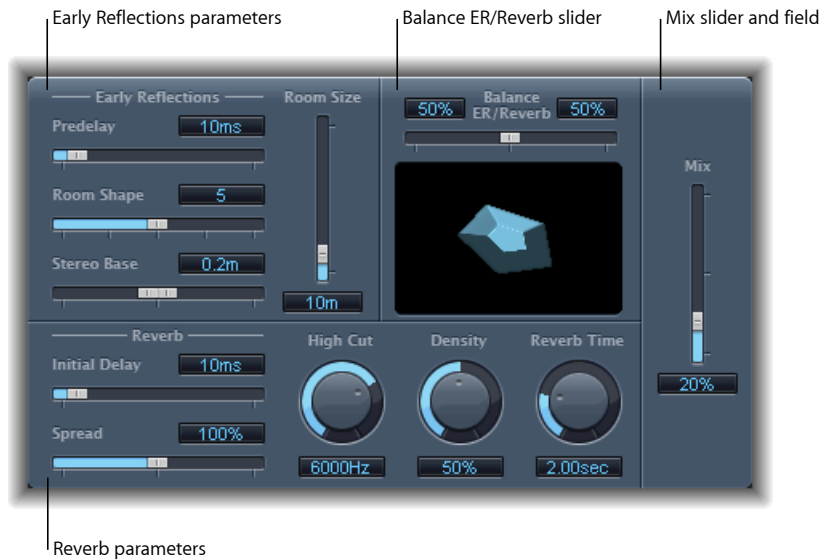 Early Reflections parameters
Balance ER/Reverb slider
Mix slider and field
Early Reflections
Room Size
Predelay
10ms
Room Shape
5
Stereo Base
0.2m
10m
50%
Balance
ER/Reverb
50%
Mix
20%
Reverb
Initial Delay
10ms
Spread
100%
High Cut
Density
Reverb Time
6000Hz
50%
2.00sec
Reverb parameters